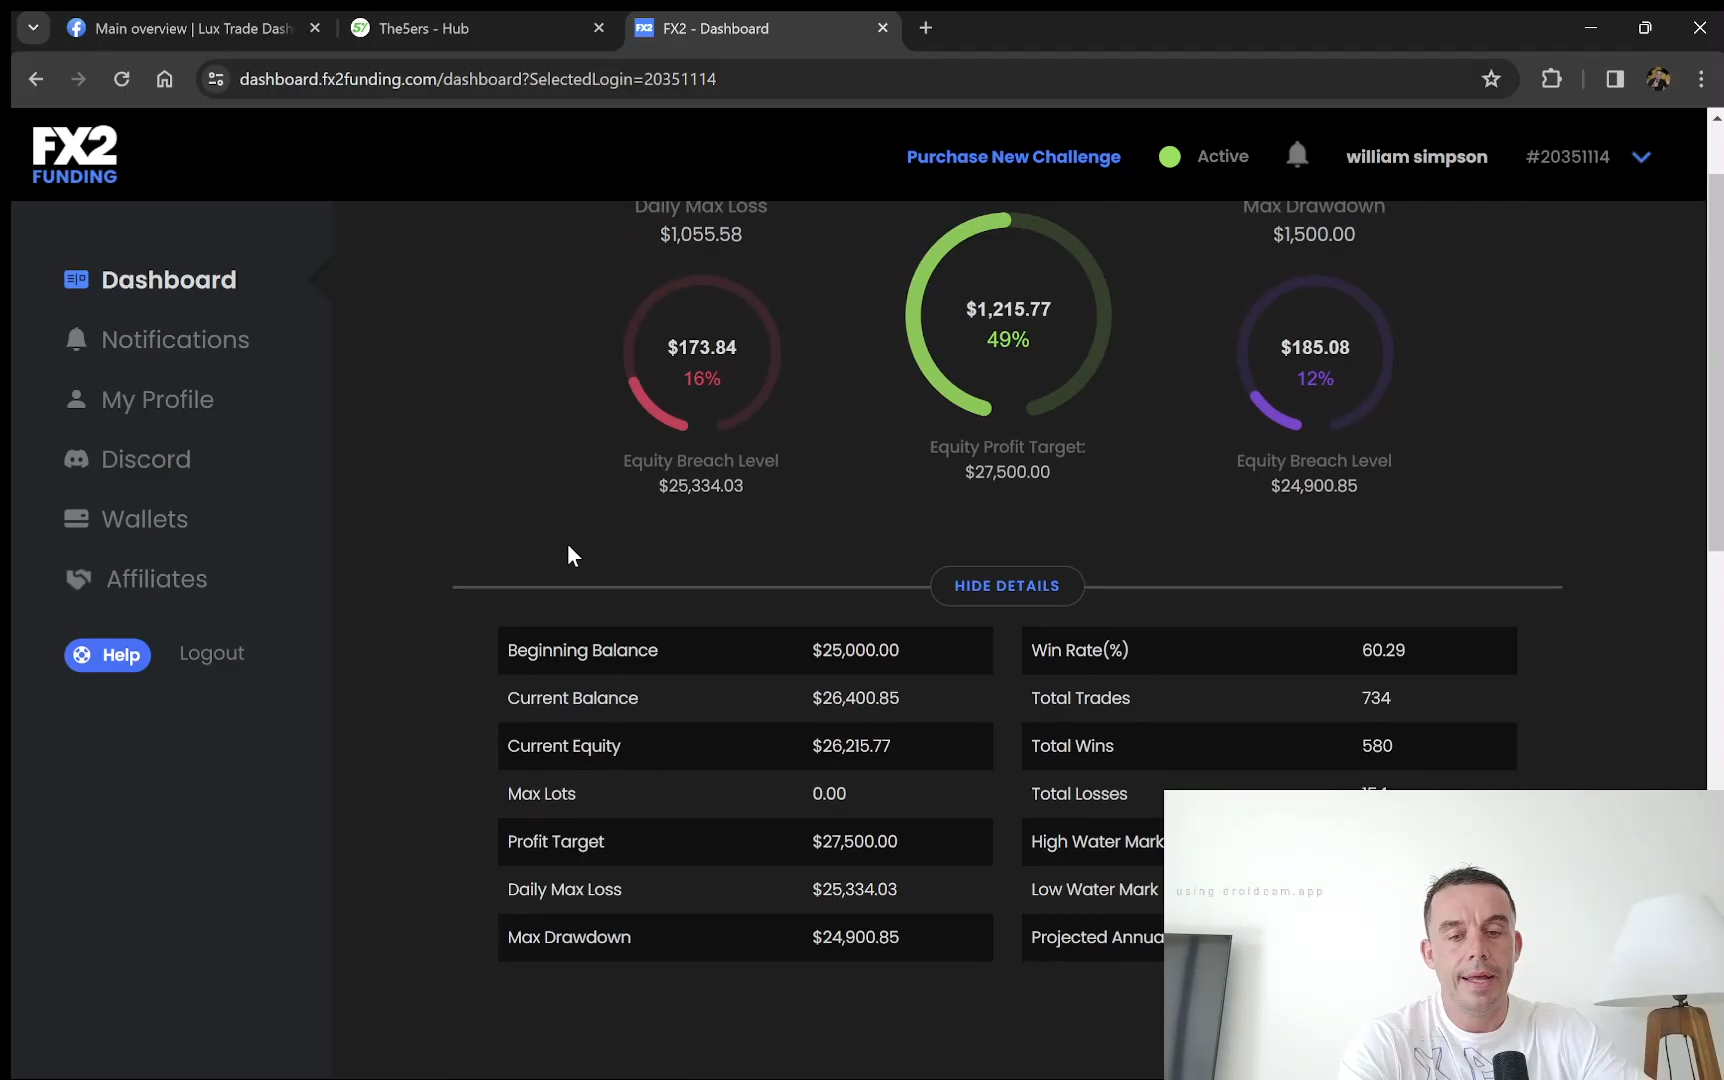 Main overview | Lux Trade Dash
The5ers - Hub
FX2 - Dashboard
dashboard.fx2funding.com/dashboard?SelectedLogin=20351114
FX2
FUNDING
Purchase New Challenge
Active
william simpson
#20351114
Dashboard
Notifications
My Profile
Discord
Wallets
Affiliates
Help
Logout
Daily Max Loss
$1,055.58
$173.84
16%
Equity Breach Level
$25,334.03
$1,215.77
49%
Equity Profit Target:
$27,500.00
Max Drawdown
$1,500.00
$185.08
12%
Equity Breach Level
$24,900.85
HIDE DETAILS
Beginning Balance $25,000.00
Current Balance $26,400.85
Current Equity $26,215.77
Max Lots 0.00
Profit Target $27,500.00
Daily Max Loss $25,334.03
Max Drawdown $24,900.85
Win Rate(%) 60.29
Total Trades 734
Total Wins 580
Total Losses
High Water Mark
Low Water Mark
Projected Annua
using droidcam.app